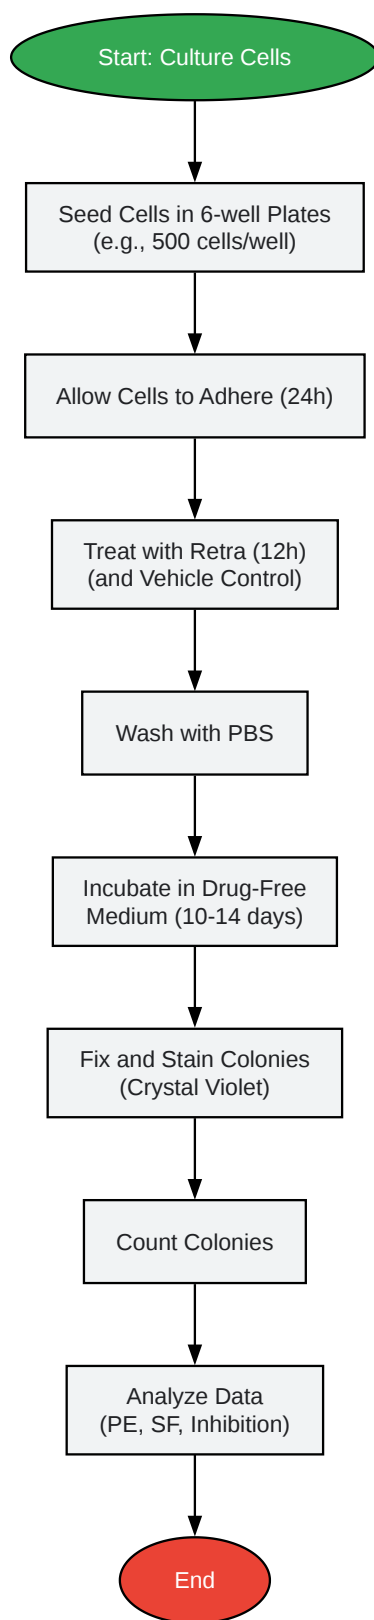 Start: Culture Cells
Seed Cells in 6-well Plates
(e.g., 500 cells/well)
Allow Cells to Adhere (24h)
Treat with Retra (12h)
(and Vehicle Control)
Wash with PBS
Incubate in Drug-Free
Medium (10-14 days)
Fix and Stain Colonies
(Crystal Violet)
Count Colonies
Analyze Data
(PE, SF, Inhibition)
End